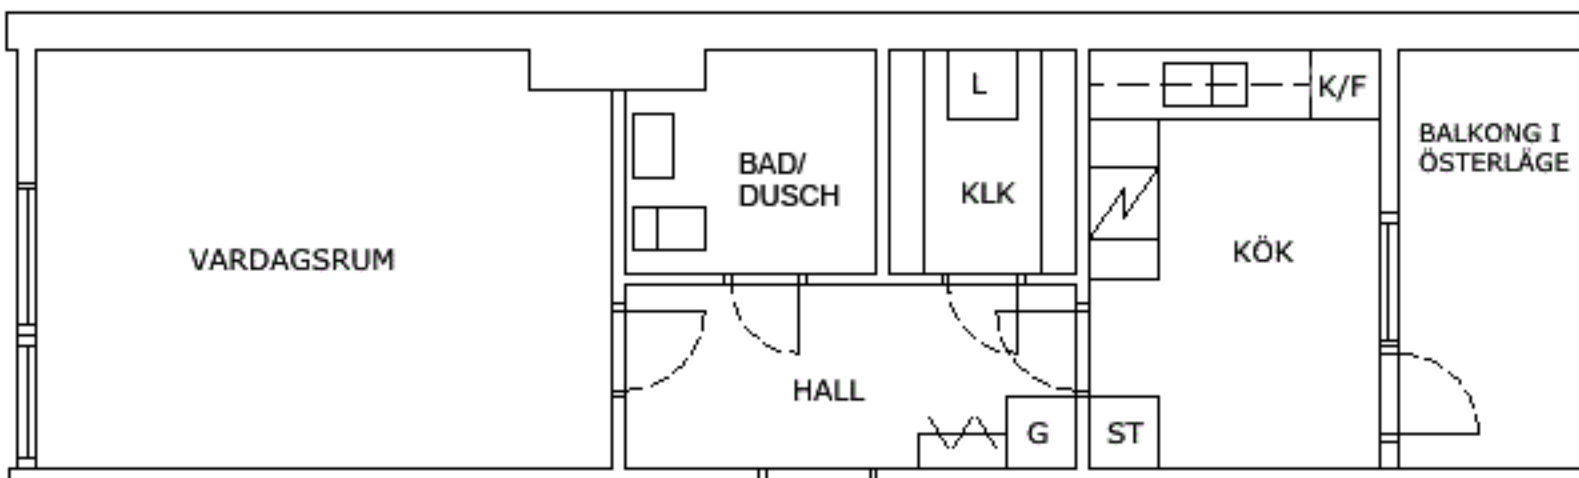 VARDAGSRUM
BAD/
DUSCH
L
KLK
HALL
G
K/F
KÖK
ST
BALKONG I
ÖSTERLÄGE